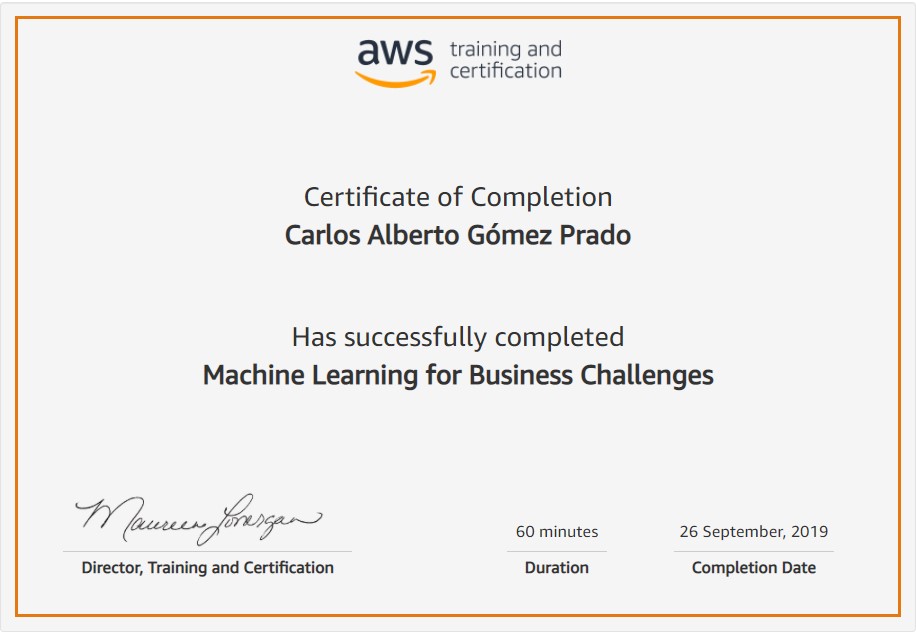 aws training and
certification
Certificate of Completion
Carlos Alberto Gómez Prado
Has successfully completed
Machine Learning for Business Challenges
Maureen Lonergan
Director, Training and Certification
60 minutes
Duration
26 September, 2019
Completion Date